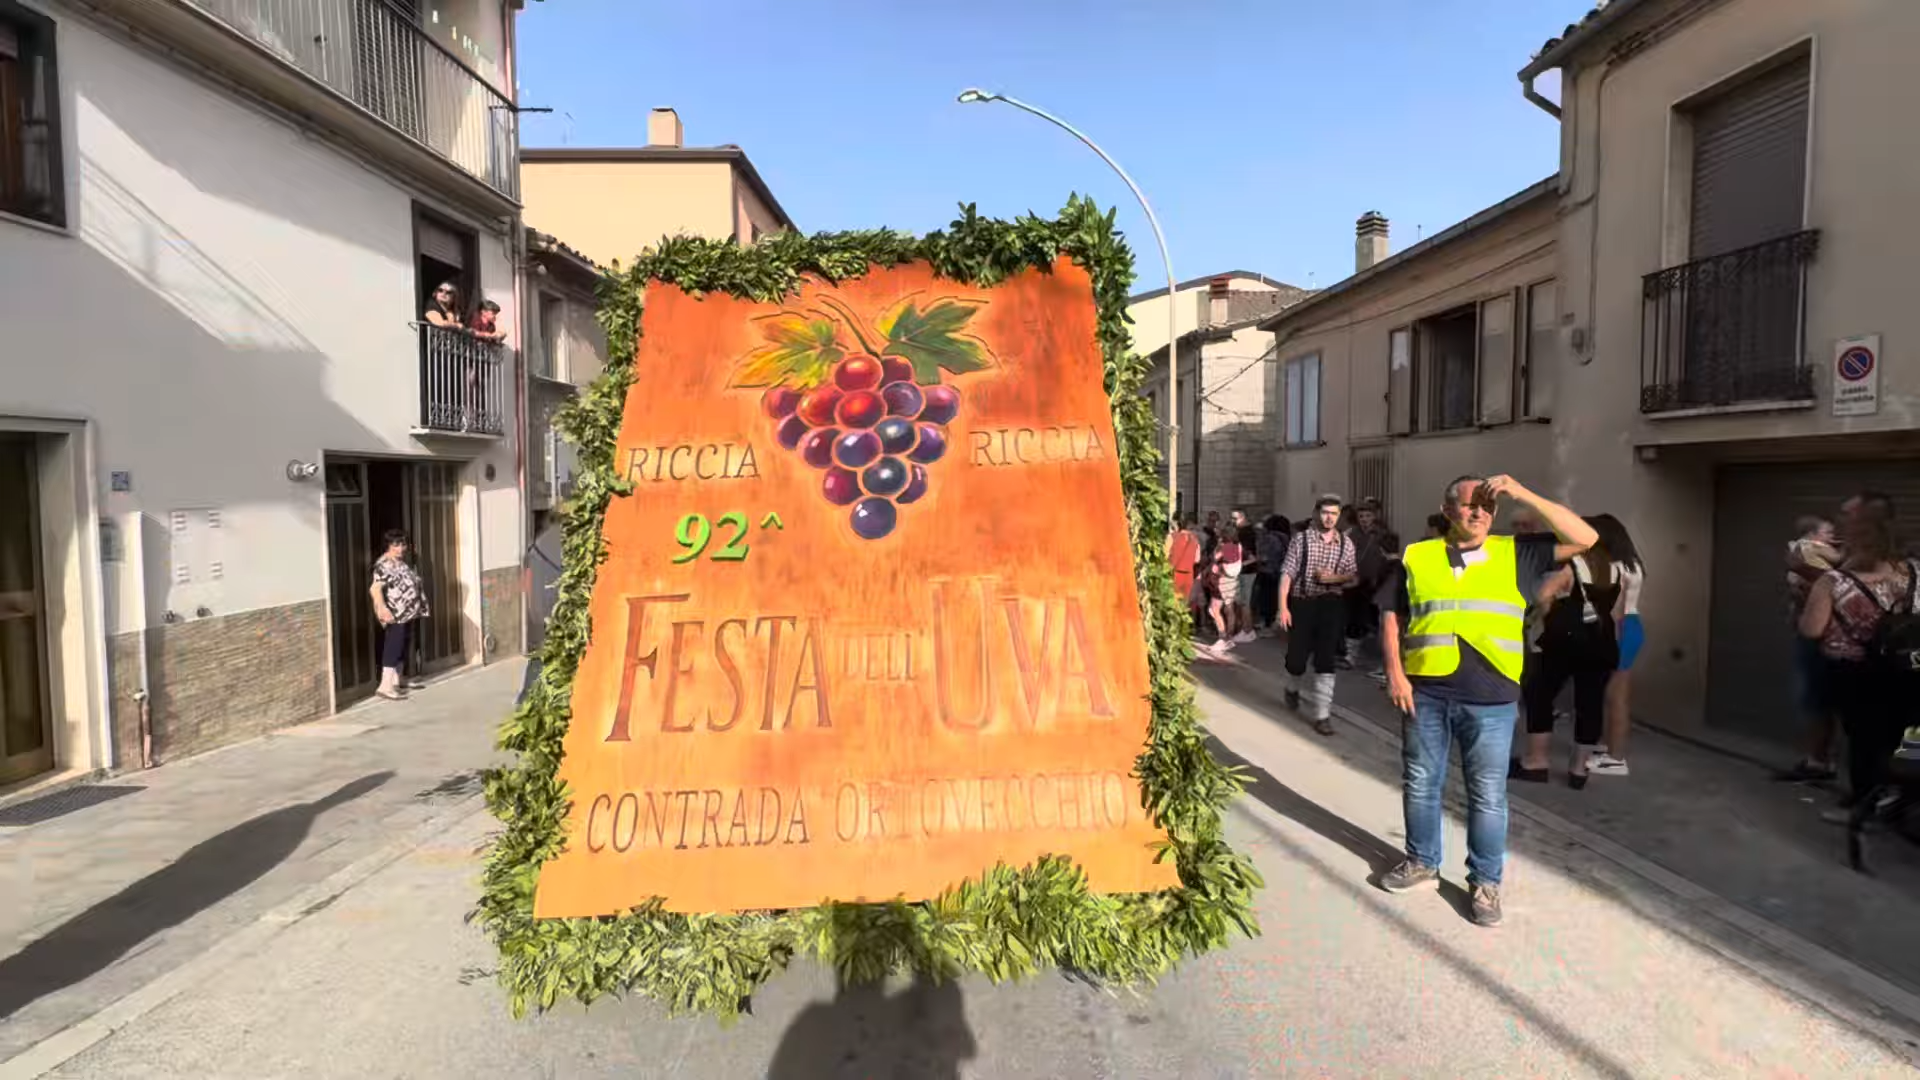 RICCIA RICCIA
92^
FESTA DELL'UVA
CONTRADA ORTOVECCHIO